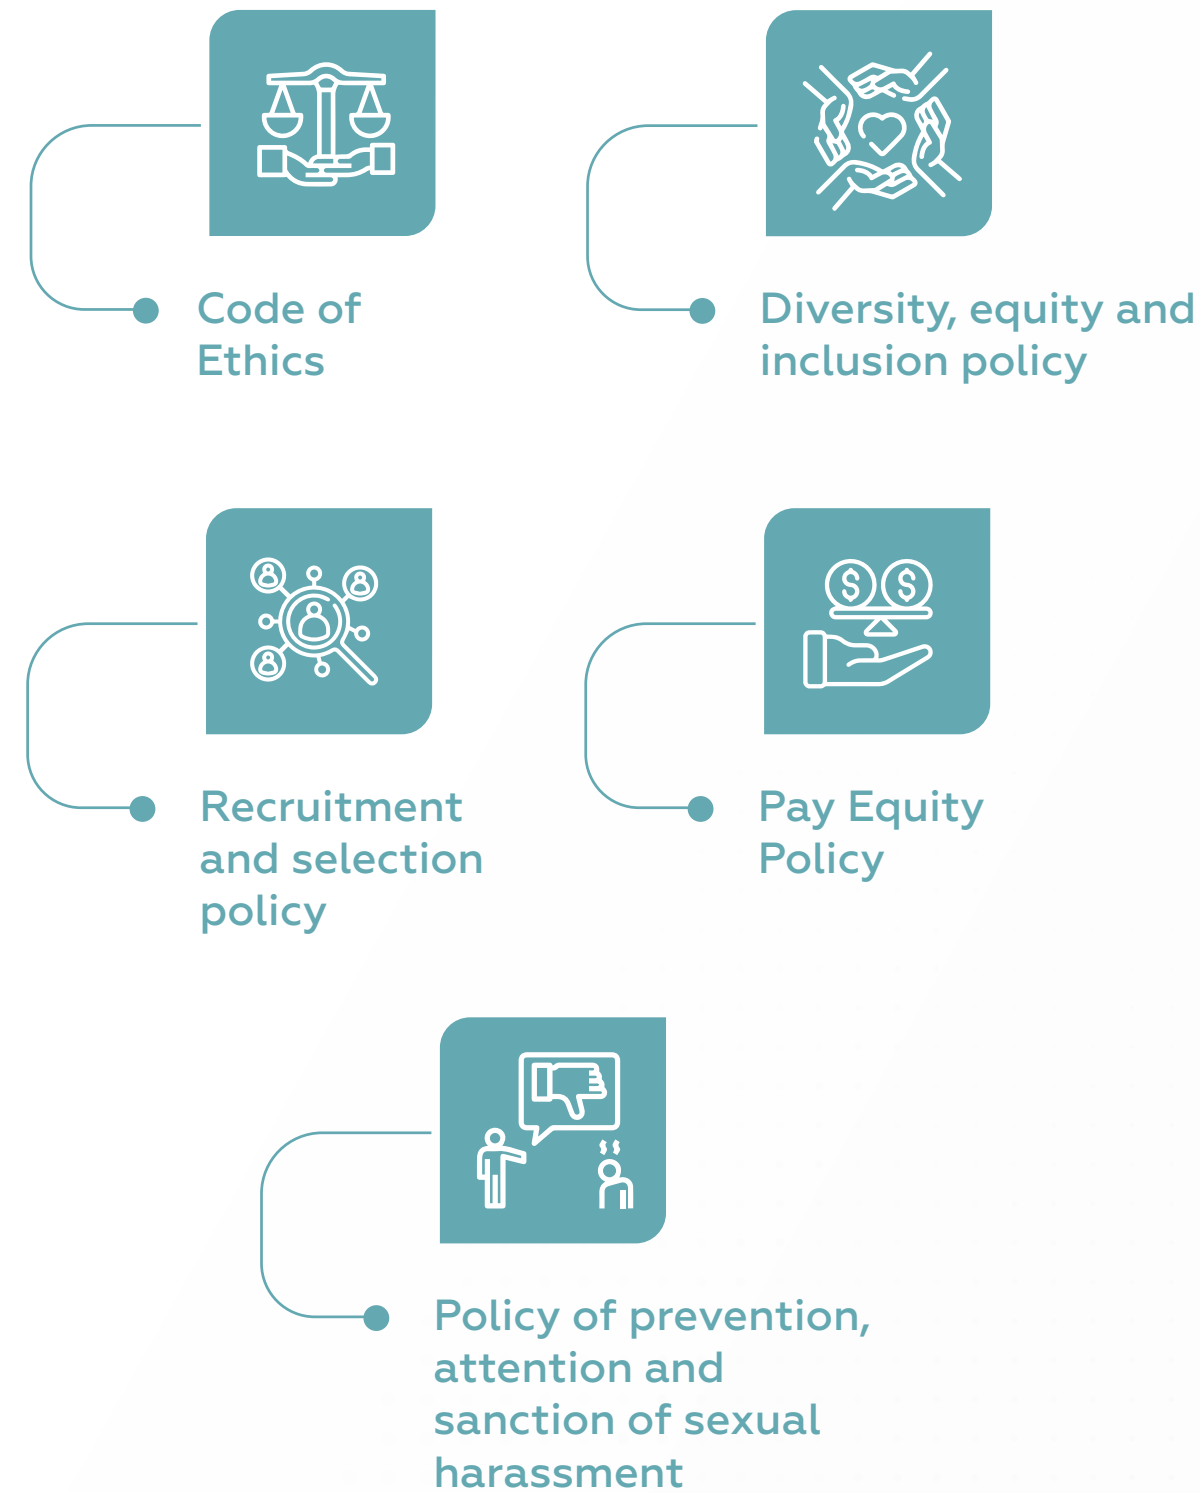 Code of
Ethics
Diversity, equity and
inclusion policy
Recruitment
and selection
policy
$ $
Pay Equity
Policy
Policy of prevention,
attention and
sanction of sexual
harassment